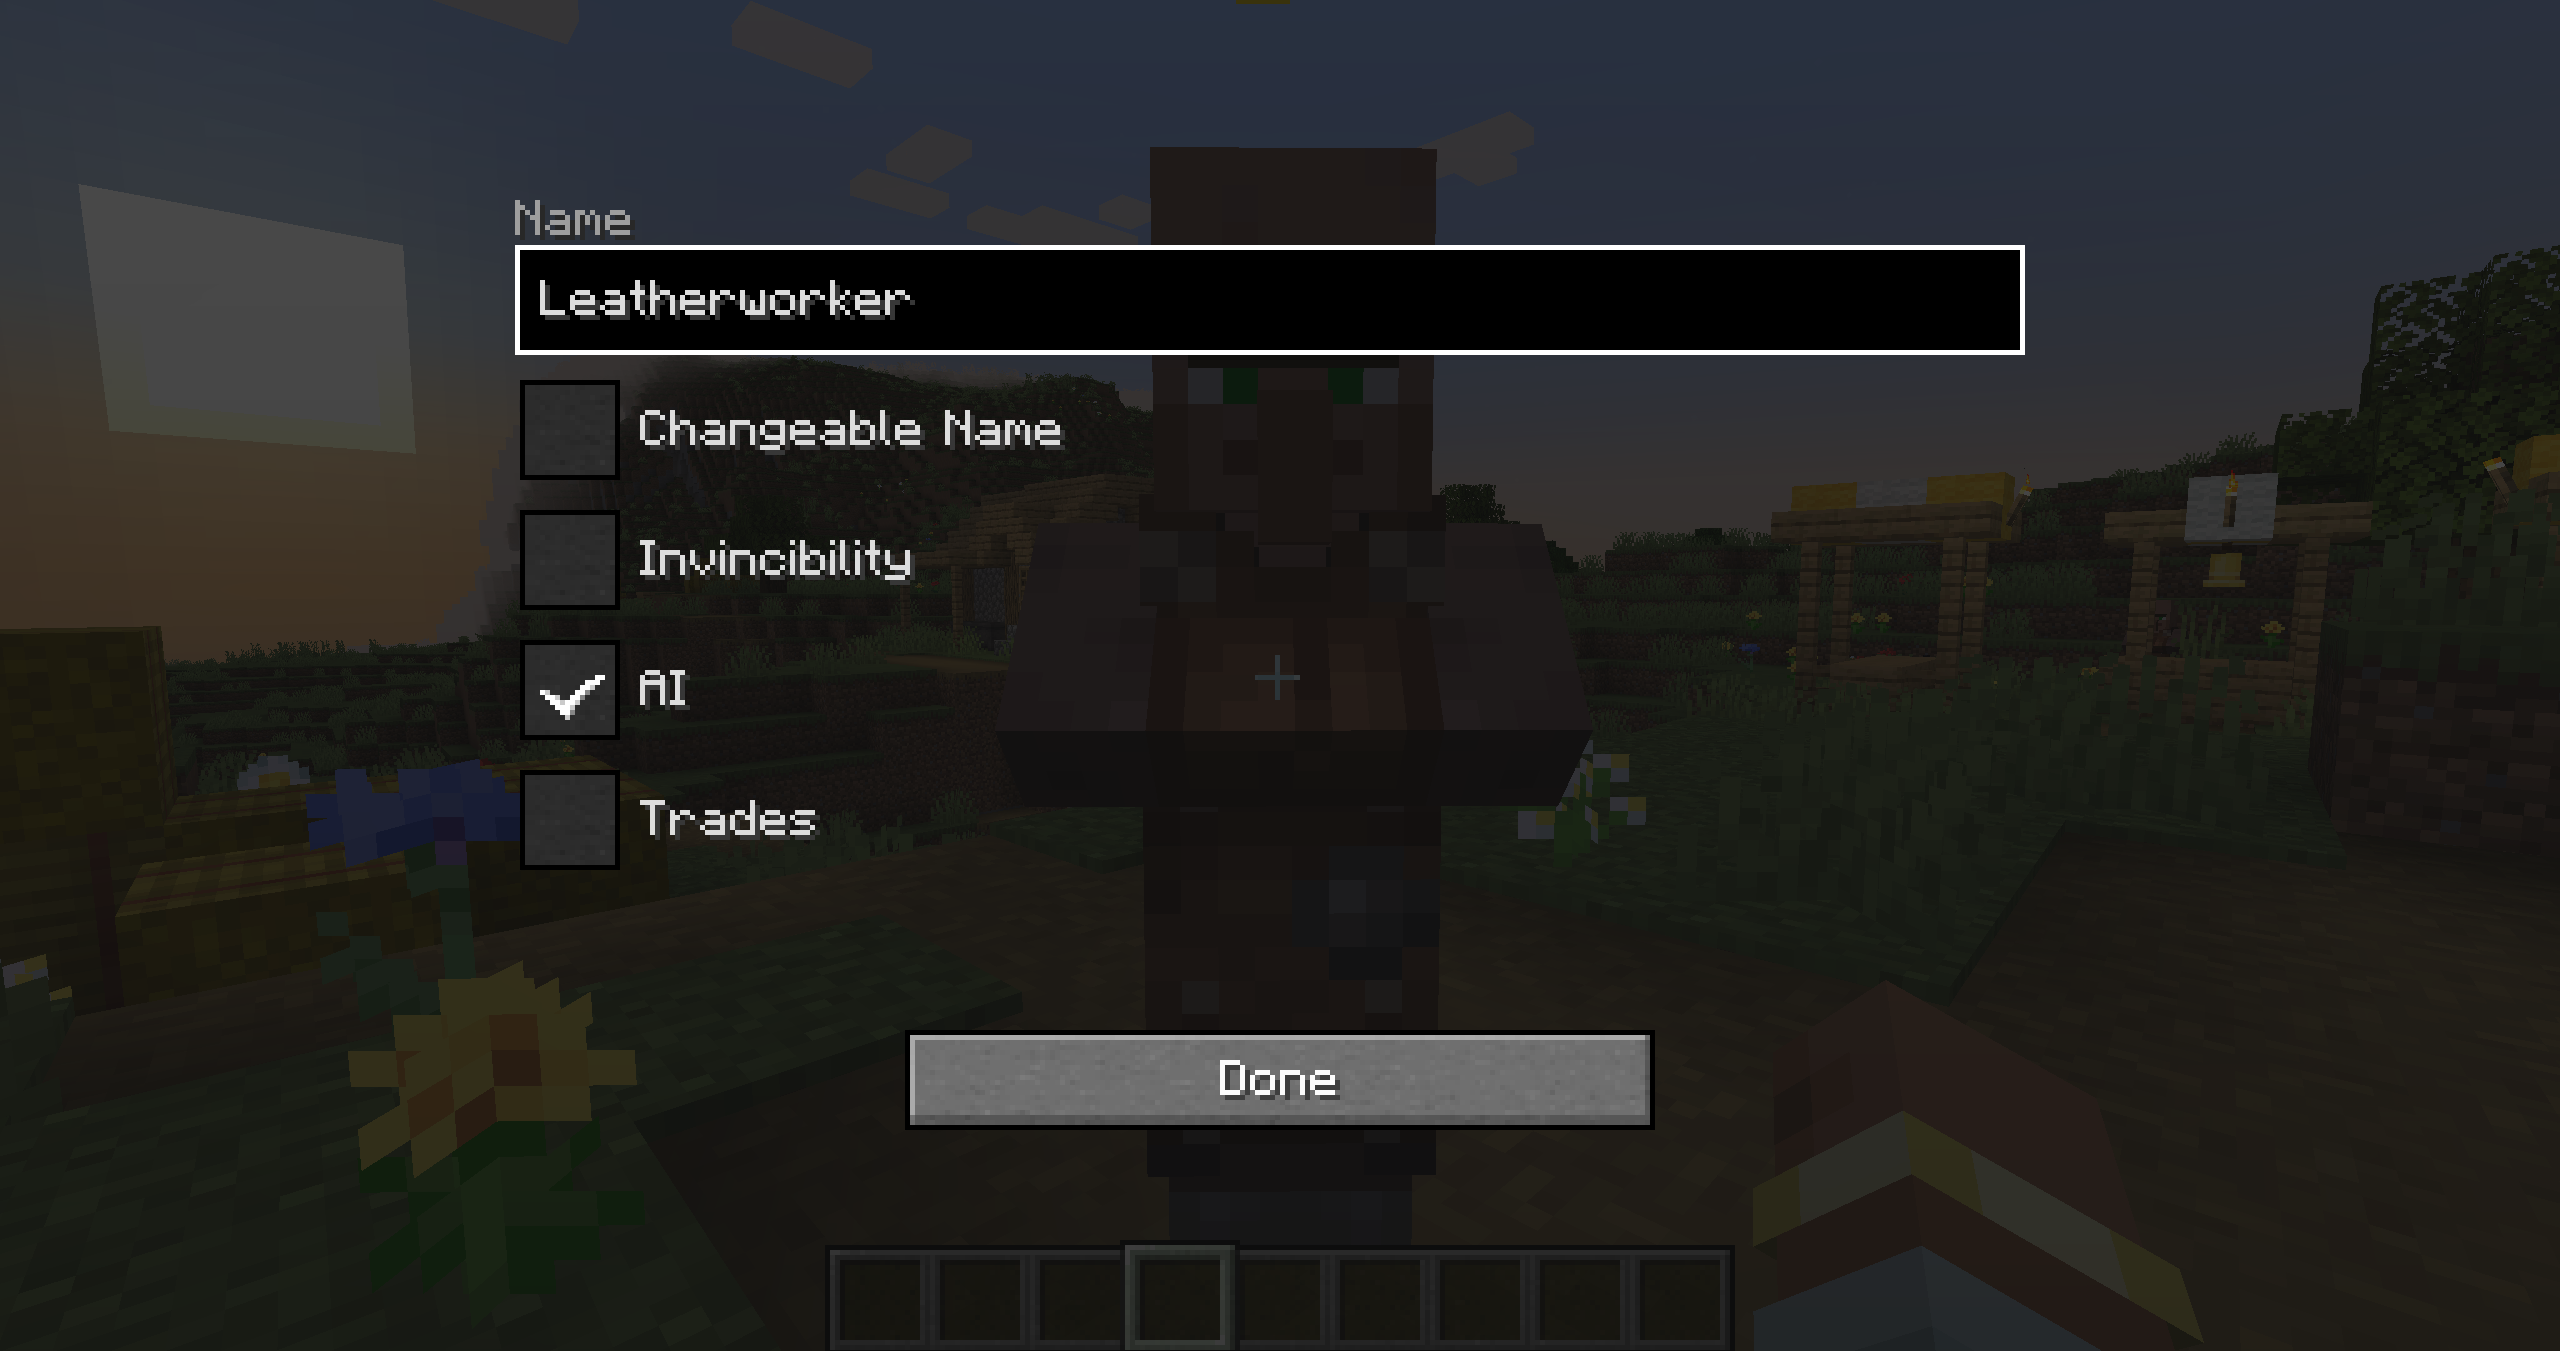 Name
Leatherworker
Changeable Name
Invincibility
AI
Trades
Done